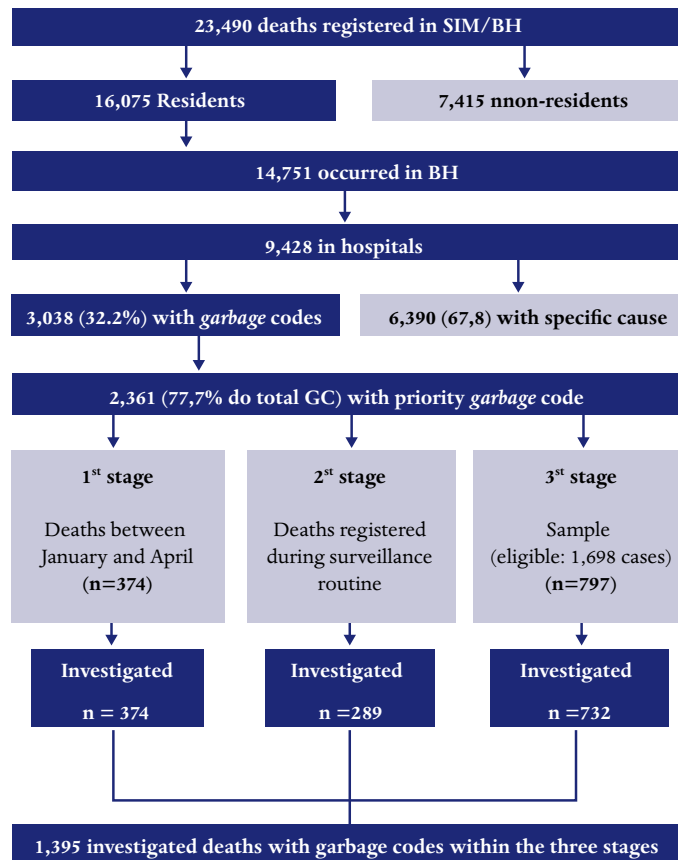 23,490 deaths registered in SIM/BH
16,075 Residents
7,415 nnon-residents
14,751 occurred in BH
9,428 in hospitals
3,038 (32.2%) with garbage codes
6,390 (67,8) with specific cause
2,361 (77,7% do total GC) with priority garbage code
1st stage
Deaths between
January and April
(n=374)
2st stage
Deaths registered
during surveillance
routine
3st stage
Sample
(eligible: 1,698 cases)
(n=797)
Investigated
n = 374
Investigated
n =289
Investigated
n =732
1,395 investigated deaths with garbage codes within the three stages